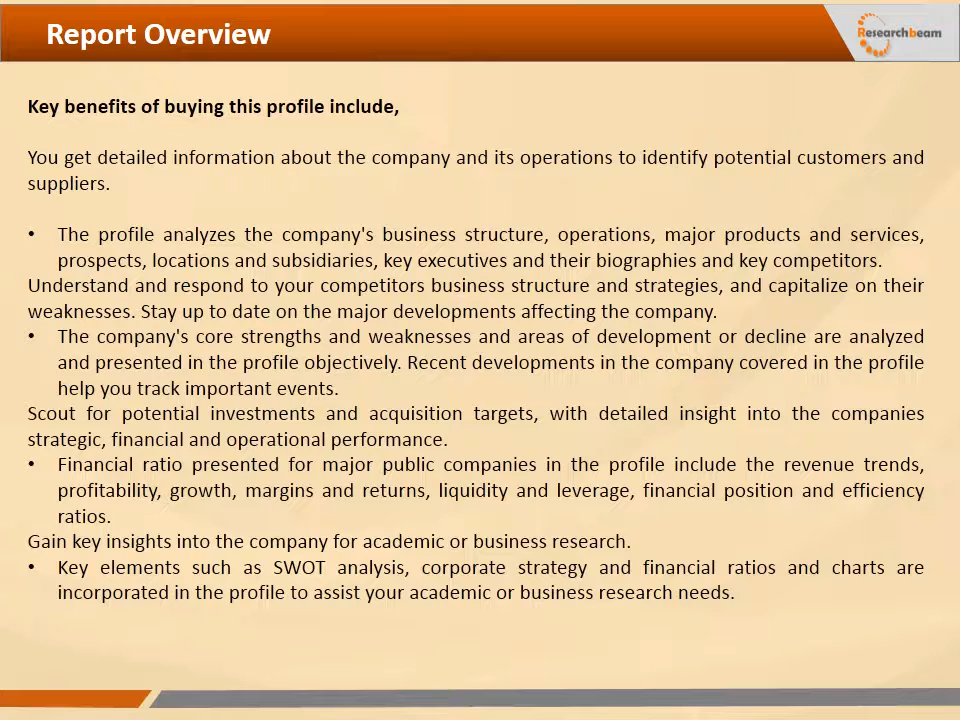 Report Overview
Researchbeam
Key benefits of buying this profile include,
You get detailed information about the company and its operations to identify potential customers and
suppliers.
• The profile analyzes the company's business structure, operations, major products and services,
prospects, locations and subsidiaries, key executives and their biographies and key competitors.
Understand and respond to your competitors business structure and strategies, and capitalize on their
weaknesses. Stay up to date on the major developments affecting the company.
• The company's core strengths and weaknesses and areas of development or decline are analyzed
and presented in the profile objectively. Recent developments in the company covered in the profile
help you track important events.
Scout for potential investments and acquisition targets, with detailed insight into the companies
strategic, financial and operational performance.
• Financial ratio presented for major public companies in the profile include the revenue trends,
profitability, growth, margins and returns, liquidity and leverage, financial position and efficiency
ratios.
Gain key insights into the company for academic or business research.
• Key elements such as SWOT analysis, corporate strategy and financial ratios and charts are
incorporated in the profile to assist your academic or business research needs.